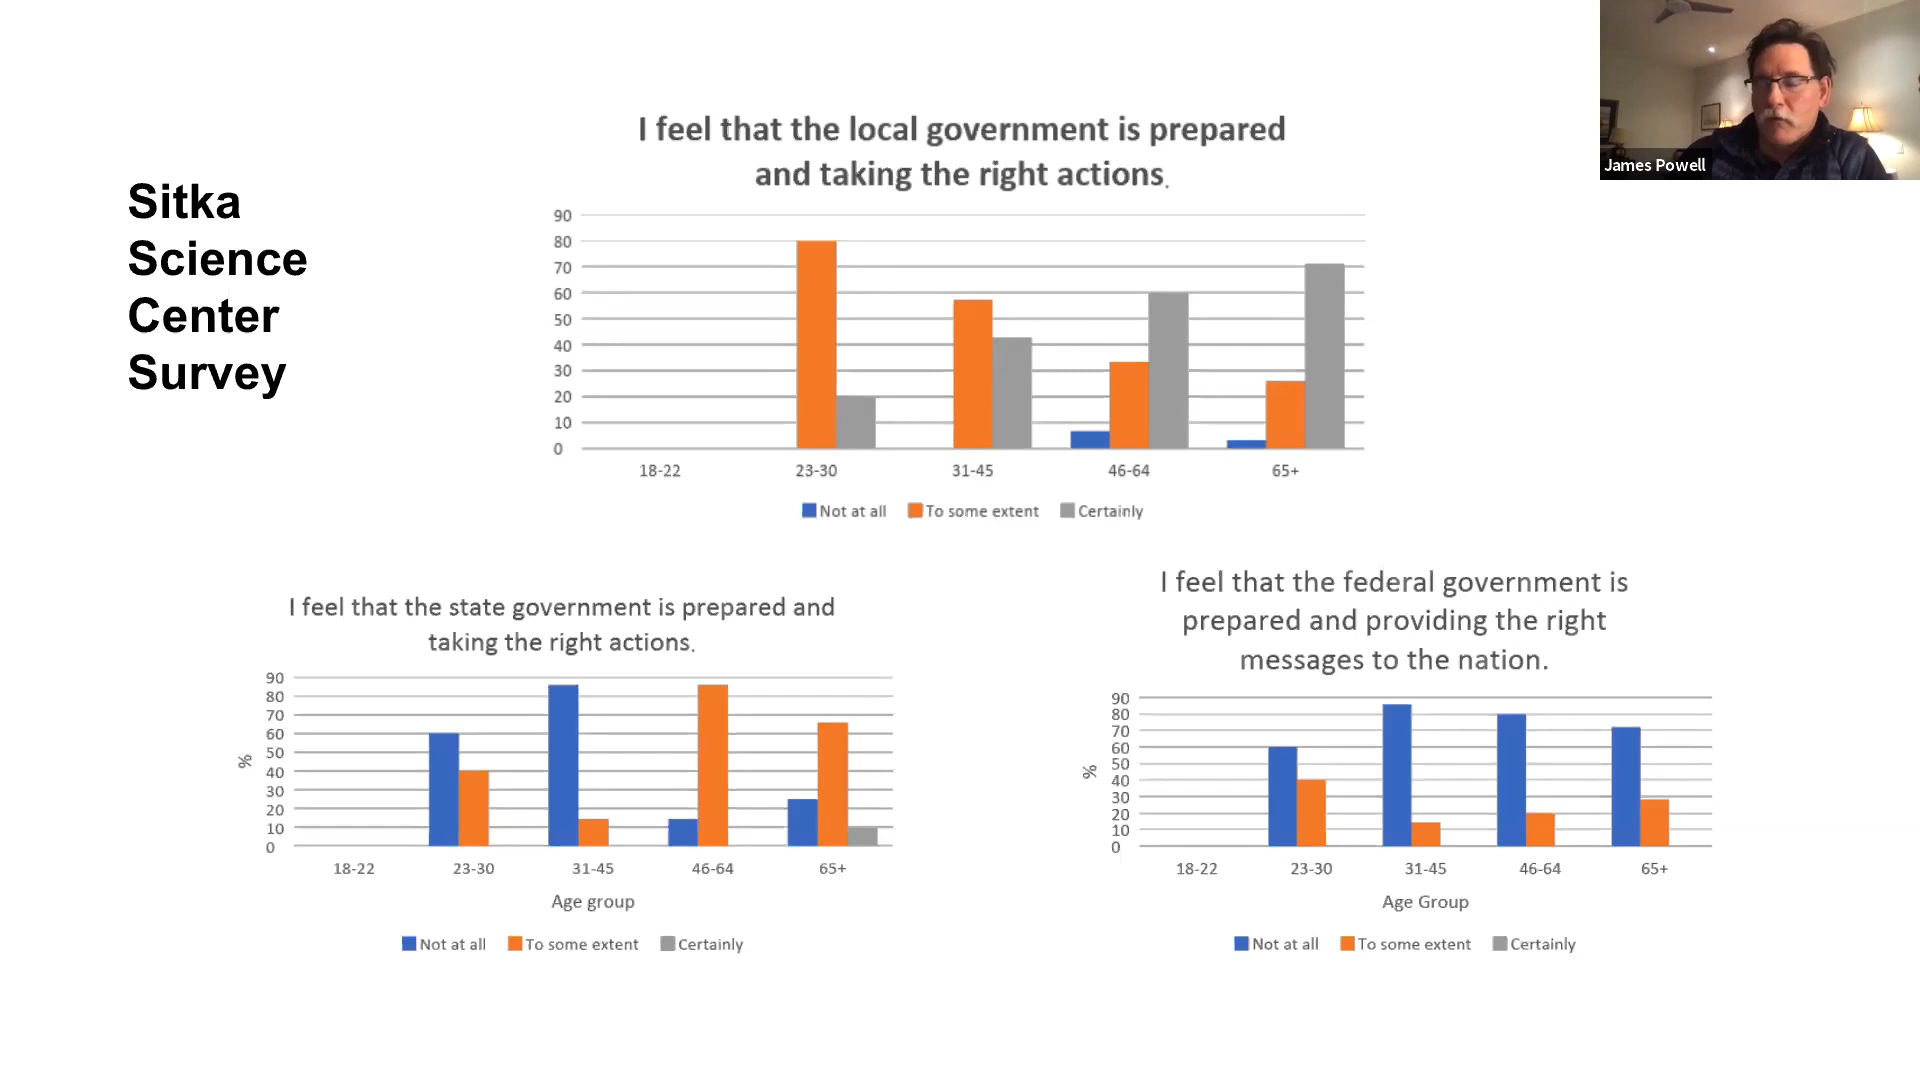 James Powell
Sitka
Science
Center
Survey
I feel that the local government is prepared
and taking the right actions.
90
80
70
60
50
40
30
20
10
0
18-22 23-30 31-45 46-64 65+
Not at all To some extent Certainly
I feel that the state government is prepared and
taking the right actions.
%
90
80
70
60
50
40
30
20
10
0
18-22 23-30 31-45 46-64 65+
Age group
Not at all To some extent Certainly
I feel that the federal government is
prepared and providing the right
messages to the nation.
%
90
80
70
60
50
40
30
20
10
0
18-22 23-30 31-45 46-64 65+
Age Group
Not at all To some extent Certainly